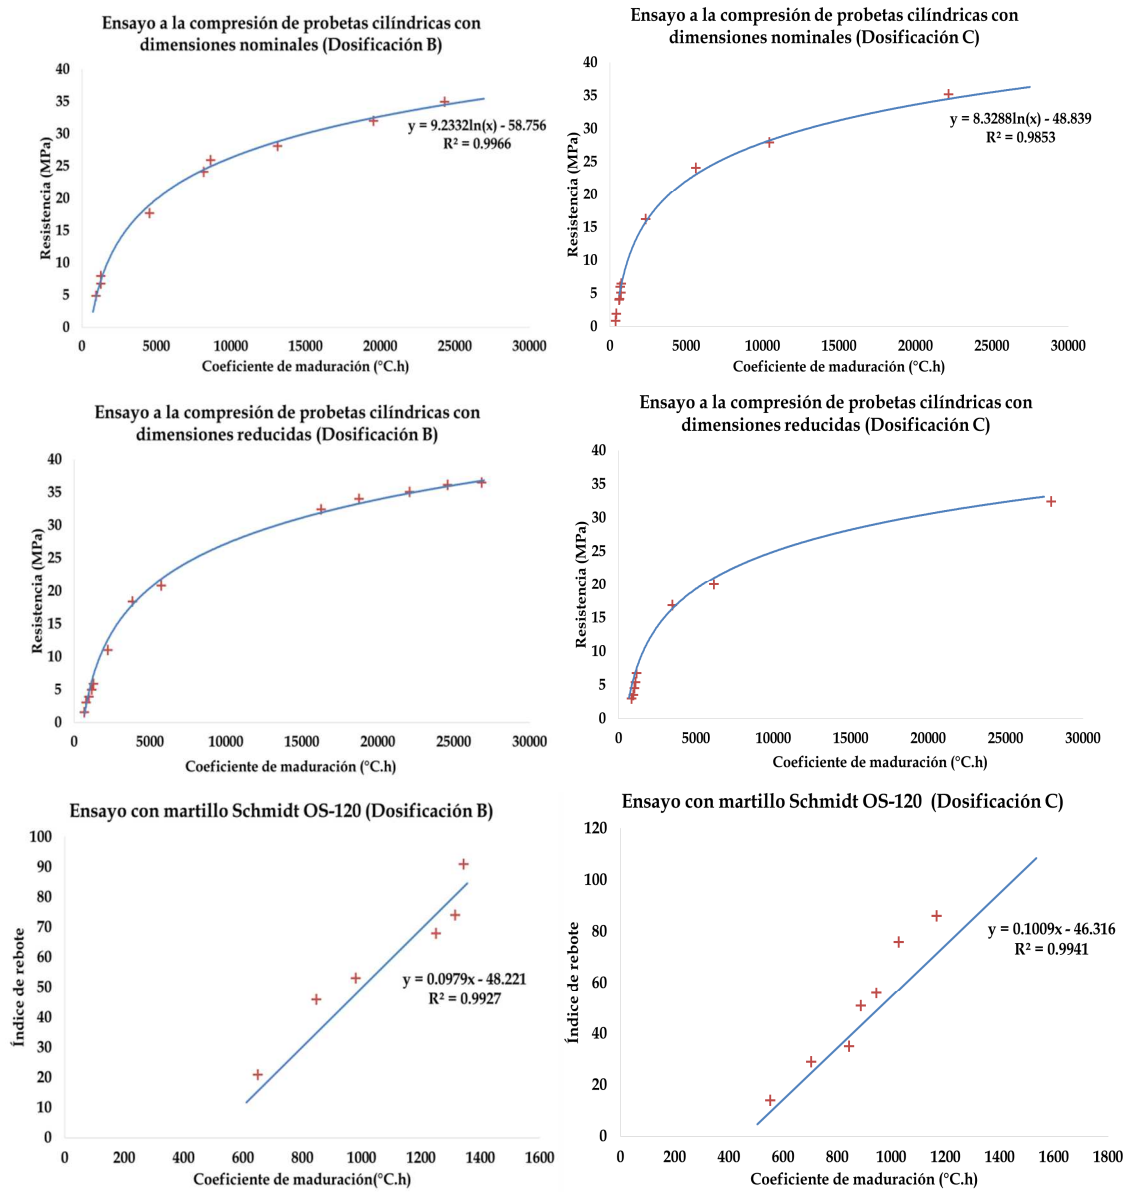 Ensayo a la compresión de probetas cilíndricas con
dimensiones nominales (Dosificación B)
40
35
30
25
20
15
10
5
0
Resistencia (MPa)
y = 9.2332ln(x) - 58.756
R² = 0.9966
0 5000 10000 15000 20000 25000 30000
Coeficiente de maduración (°C.h)
Ensayo a la compresión de probetas cilíndricas con
dimensiones nominales (Dosificación C)
40
35
30
25
20
15
10
5
0
Resistencia (MPa)
y = 8.3288ln(x) - 48.839
R² = 0.9853
0 5000 10000 15000 20000 25000 30000
Coeficiente de maduración (°C.h)
Ensayo a la compresión de probetas cilíndricas con
dimensiones reducidas (Dosificación B)
40
35
30
25
20
15
10
5
0
Resistencia (MPa)
0 5000 10000 15000 20000 25000 30000
Coeficiente de maduración (°C.h)
Ensayo a la compresión de probetas cilíndricas con
dimensiones reducidas (Dosificación C)
40
35
30
25
20
15
10
5
0
Resistencia (MPa)
0 5000 10000 15000 20000 25000 30000
Coeficiente de maduración (°C.h)
Ensayo con martillo Schmidt OS-120 (Dosificación B)
100
90
80
70
60
50
40
30
20
10
0
Índice de rebote
y = 0.0979x - 48.221
R² = 0.9927
0 200 400 600 800 1000 1200 1400 1600
Coeficiente de maduración(°C.h)
Ensayo con martillo Schmidt OS-120 (Dosificación C)
120
100
80
60
40
20
0
Índice de rebote
y = 0.1009x - 46.316
R² = 0.9941
0 200 400 600 800 1000 1200 1400 1600 1800
Coeficiente de maduración (°C.h)